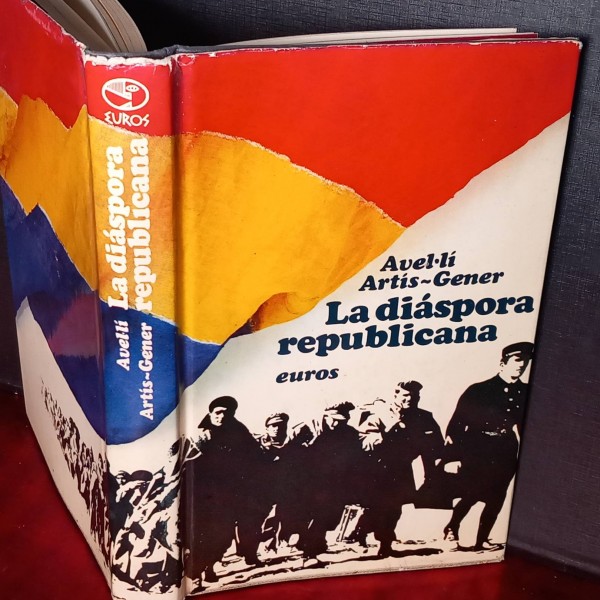 EUROS
La diáspora
republicana
Avel·lí
Artís~Gener
Avel·lí
Artís~Gener
La diáspora
republicana
euros